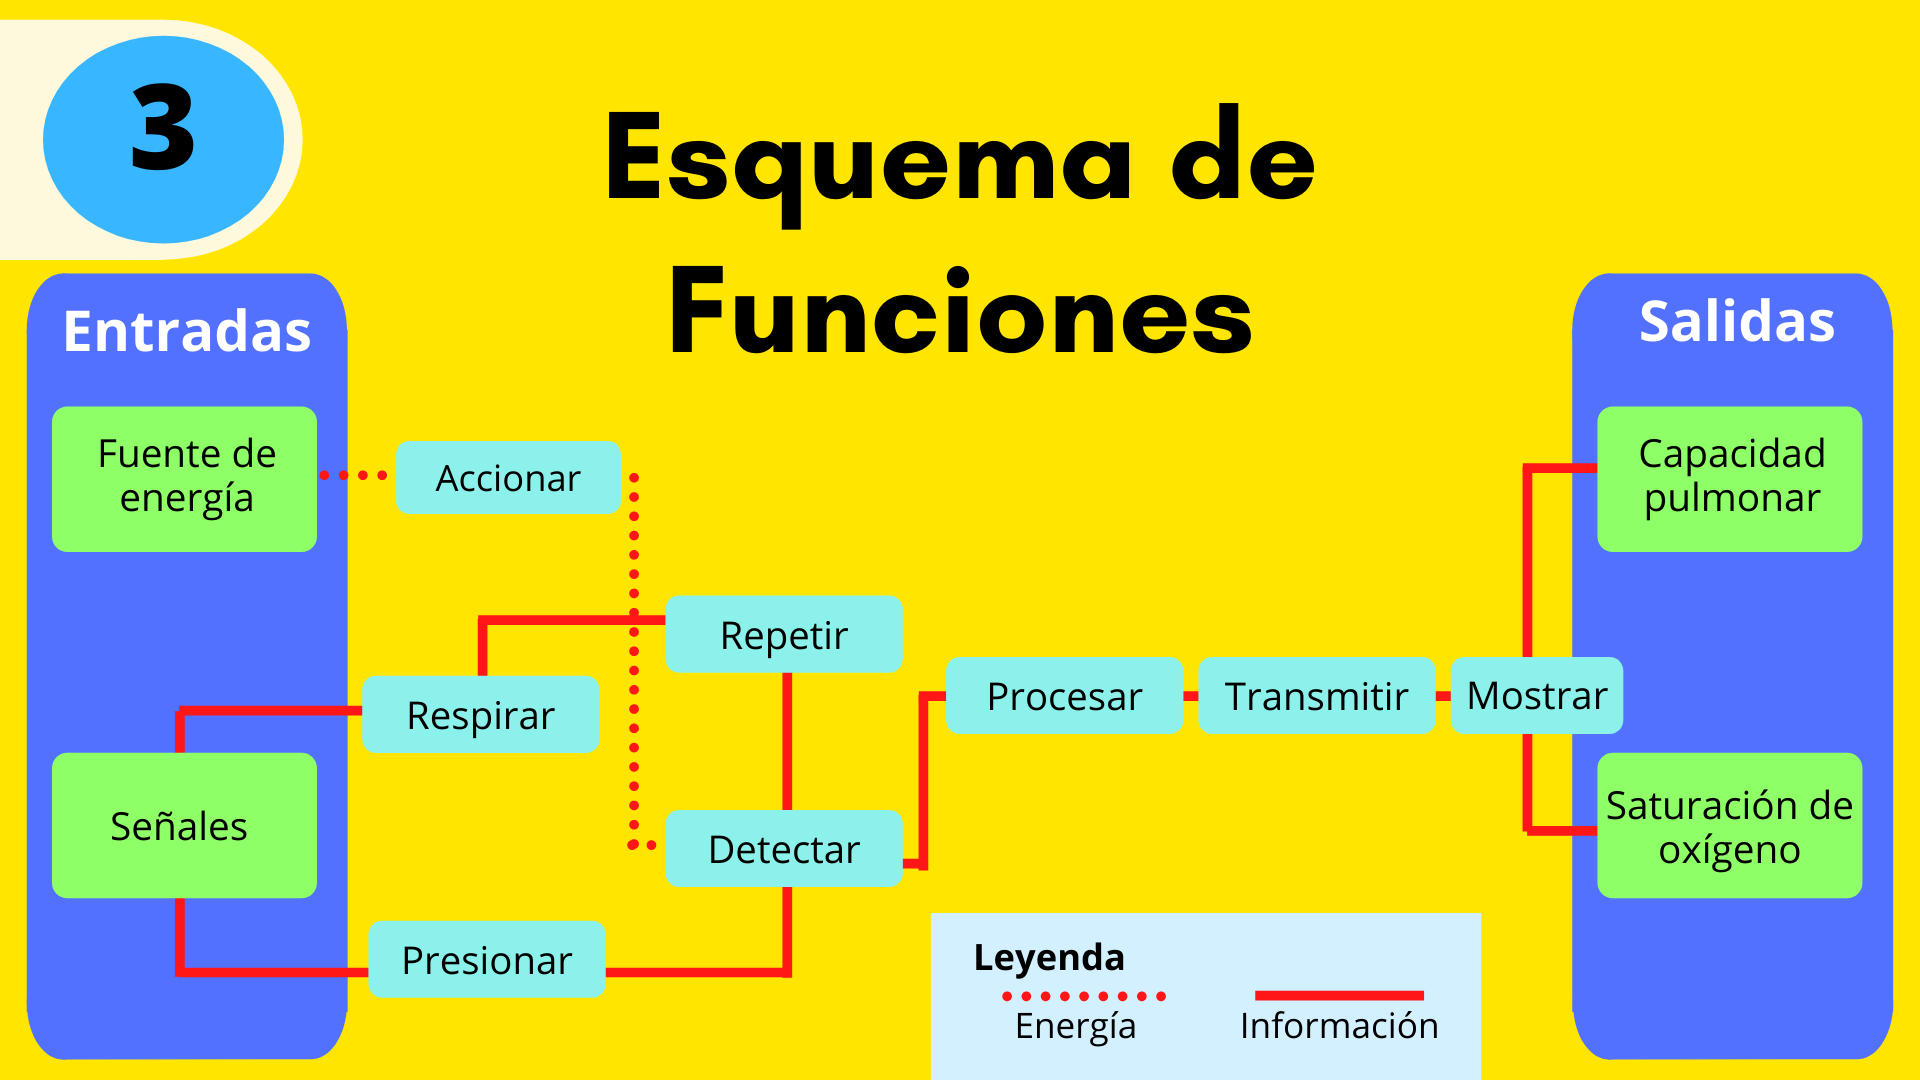 3
Esquema de
Funciones
Entradas
Salidas
Fuente de
energía
Accionar
Capacidad
pulmonar
Repetir
Respirar
Procesar
Transmitir
Mostrar
Señales
Detectar
Saturación de
oxígeno
Presionar
Leyenda
Energía
Información